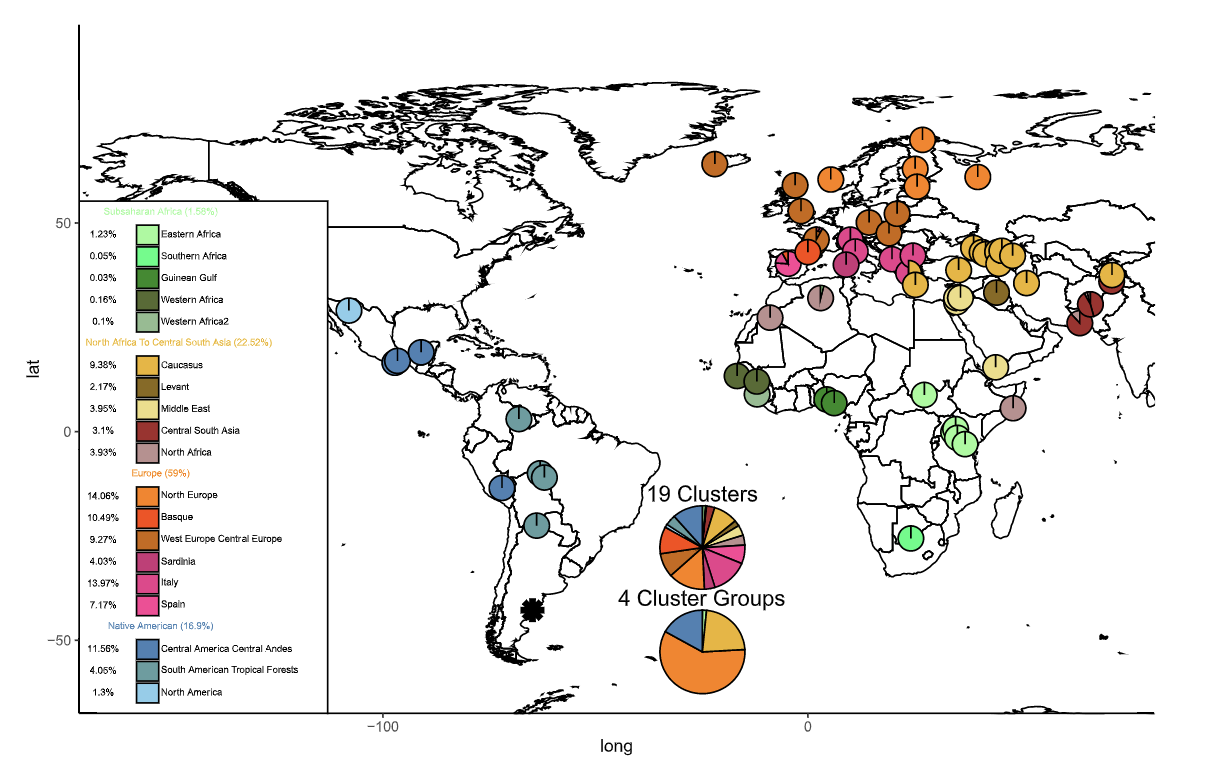 Subsaharan Africa (1.56%)
1.23% Eastern Africa
0.05% Southern Africa
0.03% Guinean Gulf
0.16% Western Africa
0.1% Western Africa2
North Africa To Central South Asia (22.52%)
9.38% Caucasus
2.17% Levant
3.95% Middle East
3.1% Central South Asia
3.93% North Africa
Europe (59%)
14.06% North Europe
10.49% Basque
9.27% West Europe Central Europe
4.03% Sardinia
13.97% Italy
7.17% Spain
Native American (16.9%)
11.56% Central America Central Andes
4.05% South American Tropical Forests
1.3% North America
19 Clusters
4 Cluster Groups
50
0
−50
lat
−100
0
long